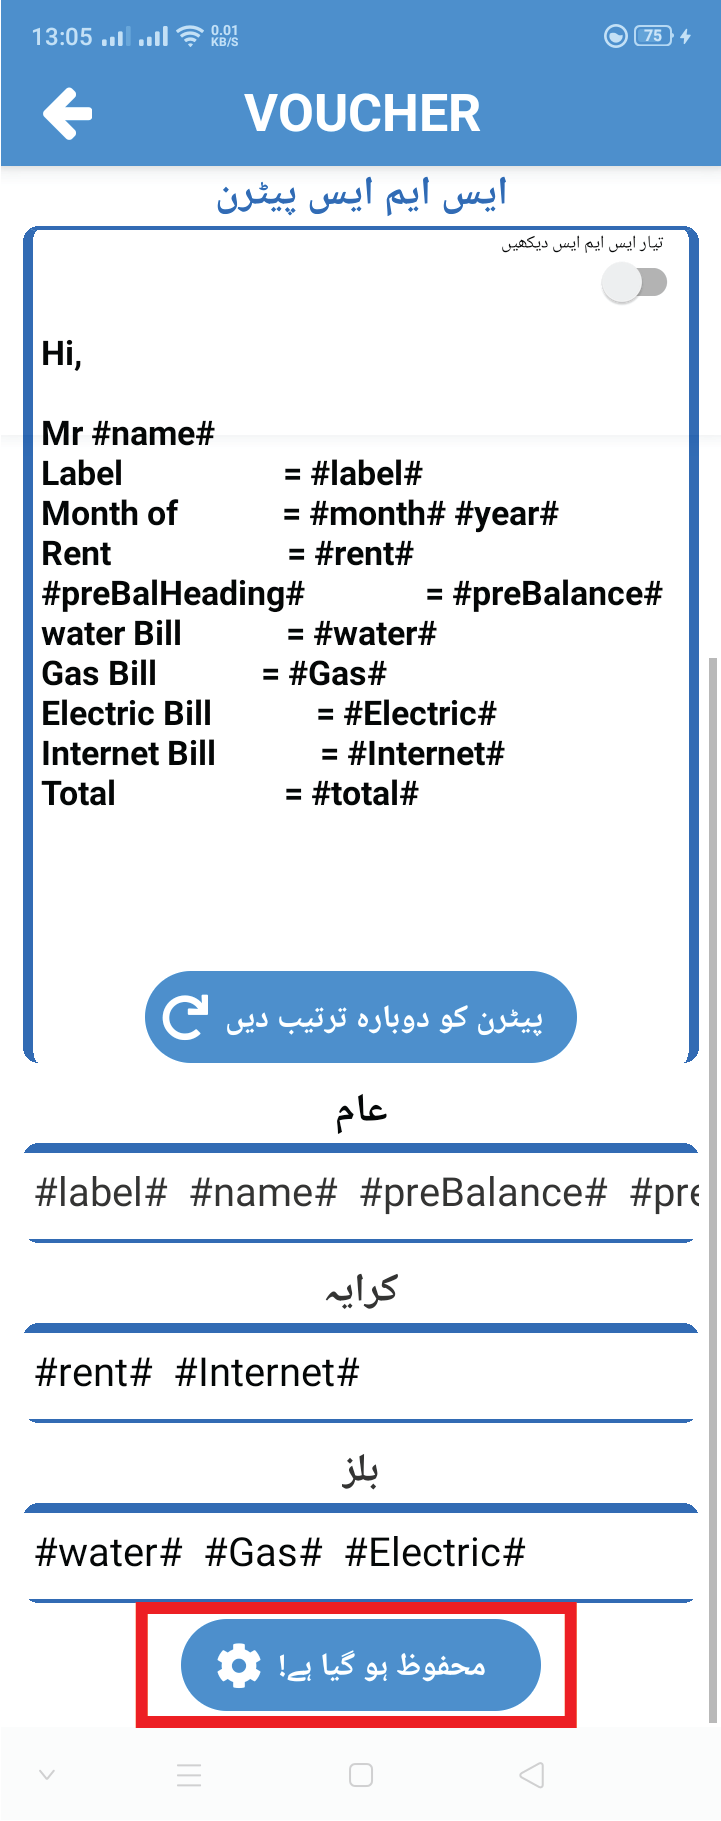 13:05 0.01 KB/S 75
VOUCHER
ایس ایم ایس پیٹرن
تیار ایس ایم ایس دیکھیں
Hi,
Mr #name#
Label = #label#
Month of = #month# #year#
Rent = #rent#
#preBalHeading# = #preBalance#
water Bill = #water#
Gas Bill = #Gas#
Electric Bill = #Electric#
Internet Bill = #Internet#
Total = #total#
پیٹرن کو دوبارہ ترتیب دیں
عام
#label# #name# #preBalance# #pre
کرایہ
#rent# #Internet#
بلز
#water# #Gas# #Electric#
محفوظ ہو گیا ہے!